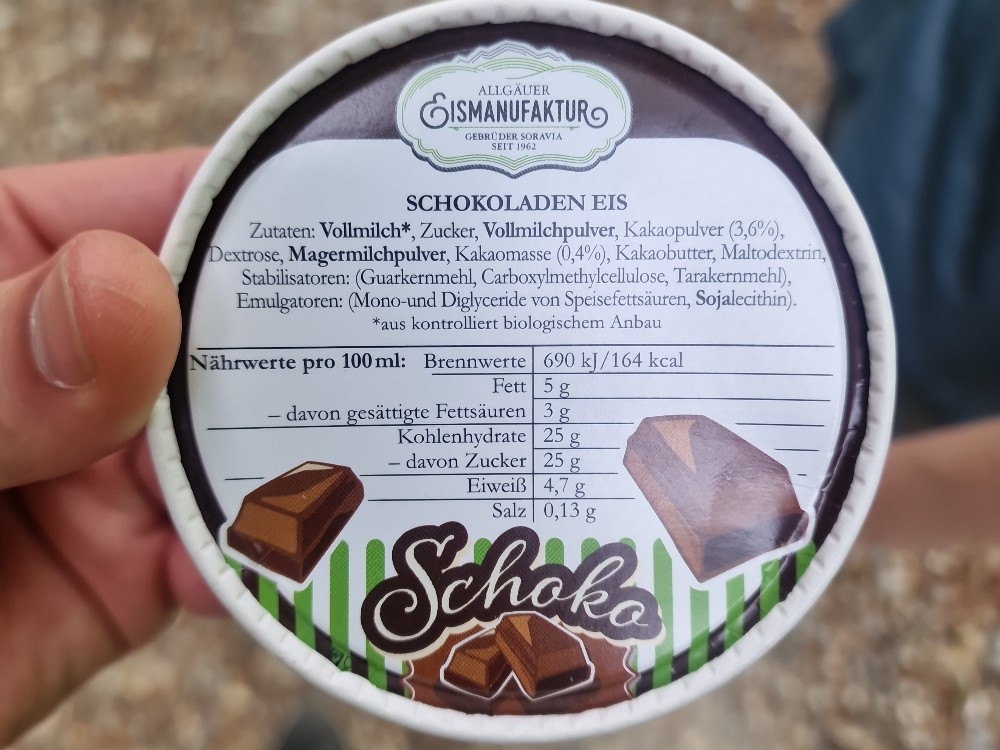 ALLGÄUER
EISMANUFAKTUR
GEBRÜDER SORAVIA
SEIT 1962
SCHOKOLADEN EIS
Zutaten: Vollmilch*, Zucker, Vollmilchpulver, Kakaopulver (3,6%),
Dextrose, Magermilchpulver, Kakaomasse (0,4%), Kakaobutter, Maltodextrin,
Stabilisatoren: (Guarkernmehl, Carboxylmethylcellulose, Tarakernmehl),
Emulgatoren: (Mono-und Diglyceride von Speisefettsäuren, Sojalecithin).
*aus kontrolliert biologischem Anbau
Nährwerte pro 100 ml: Brennwerte 690 kJ/164 kcal
Fett 5 g
– davon gesättigte Fettsäuren 3 g
Kohlenhydrate 25 g
– davon Zucker 25 g
Eiweiß 4,7 g
Salz 0,13 g
Schoko